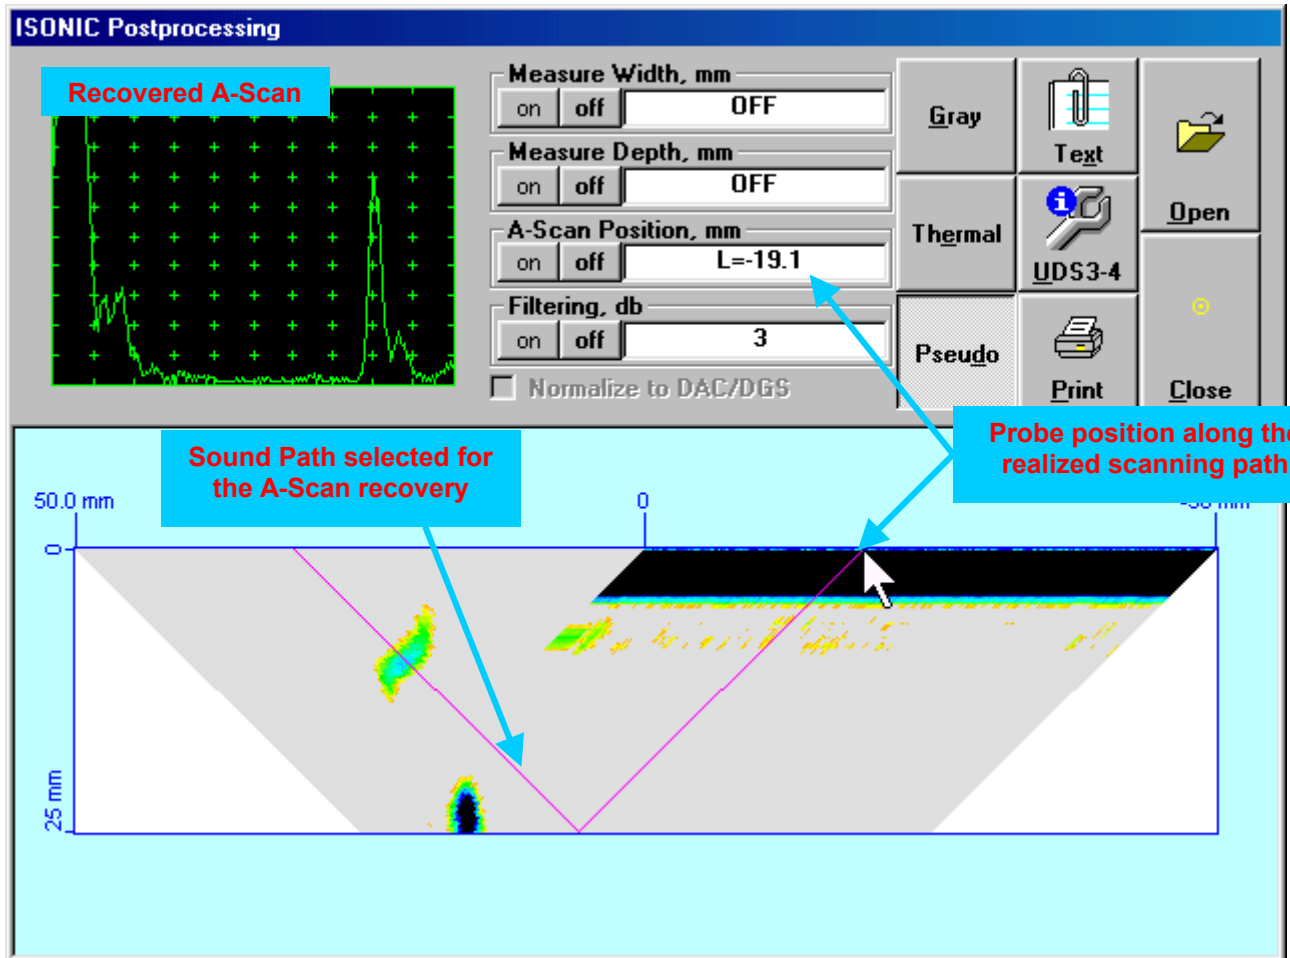 ISONIC Postprocessing
Recovered A-Scan
Measure Width, mm
on off OFF
Measure Depth, mm
on off OFF
A-Scan Position, mm
on off L=-19.1
Filtering, db
on off 3
Normalize to DAC/DGS
Gray
Thermal
Pseudo
Text
UDS3-4
Print
Open
Close
Sound Path selected for
the A-Scan recovery
Probe position along the
realized scanning path
50.0 mm
0
-50 mm
0
25 mm